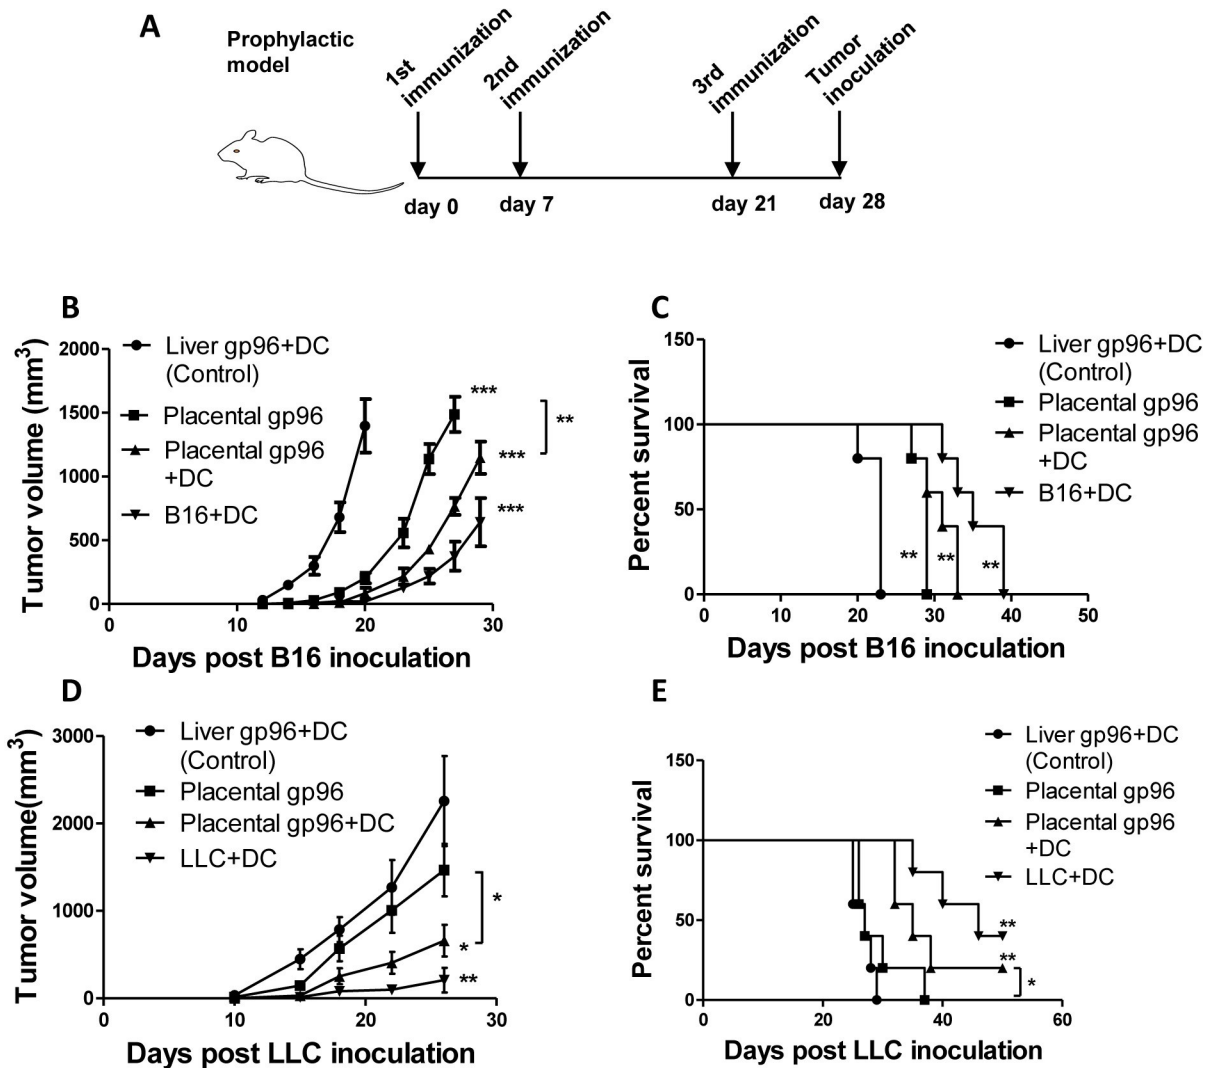 A
Prophylactic
model
1st
immunization
2nd
immunization
3rd
immunization
Tumor
inoculation
day 0
day 7
day 21
day 28
B
Tumor volume (mm3)
2000
1500
1000
500
0
0
10
20
30
Days post B16 inoculation
Liver gp96+DC
(Control)
Placental gp96
Placental gp96
+DC
B16+DC
***
**
***
***
C
Percent survival
150
100
50
0
0
10
20
30
40
50
Days post B16 inoculation
Liver gp96+DC
(Control)
Placental gp96
Placental gp96
+DC
B16+DC
**
**
**
D
Tumor volume(mm3)
3000
2000
1000
0
0
10
20
30
Days post LLC inoculation
Liver gp96+DC
(Control)
Placental gp96
Placental gp96+DC
LLC+DC
*
*
**
E
Percent survival
150
100
50
0
0
20
40
60
Days post LLC inoculation
Liver gp96+DC
(Control)
Placental gp96
Placental gp96
+DC
LLC+DC
**
**
*